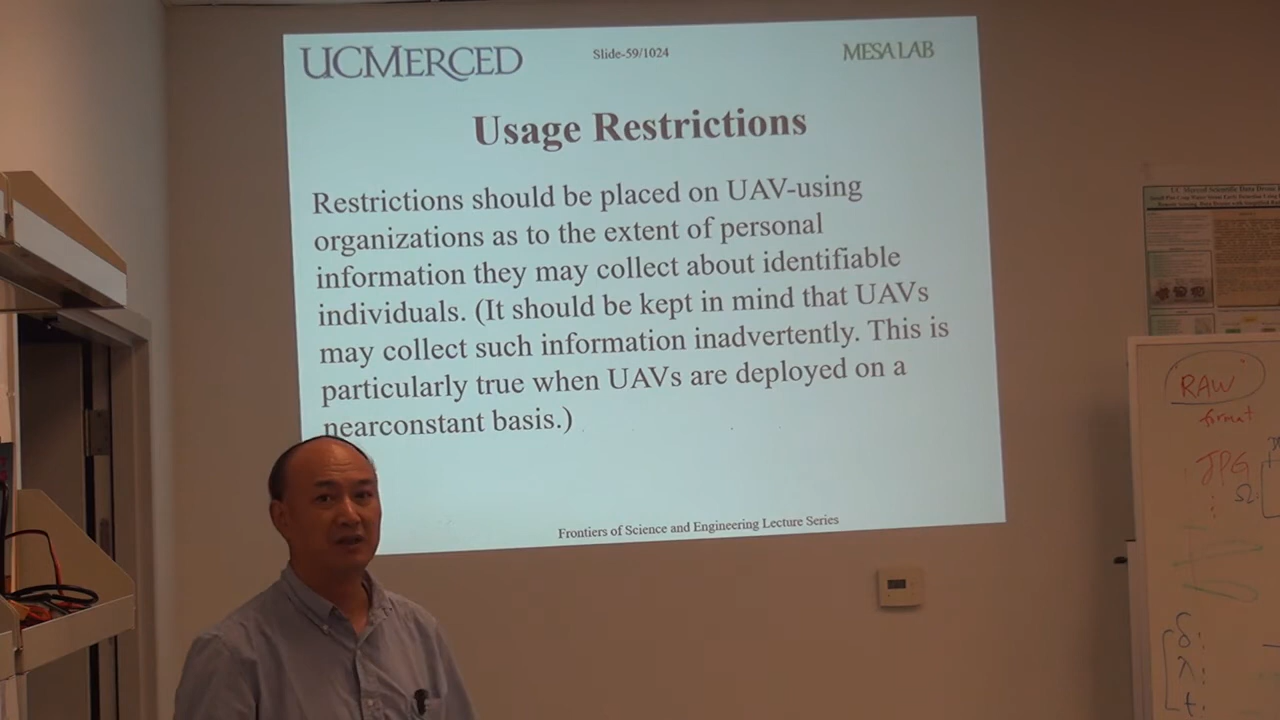 UCMERCED
Slide-59/1024
MESA LAB
Usage Restrictions
Restrictions should be placed on UAV-using
organizations as to the extent of personal
information they may collect about identifiable
individuals. (It should be kept in mind that UAVs
may collect such information inadvertently. This is
particularly true when UAVs are deployed on a
nearconstant basis.)
Frontiers of Science and Engineering Lecture Series
RAW
format
JPG
Ω:
δ:
λ:
t: